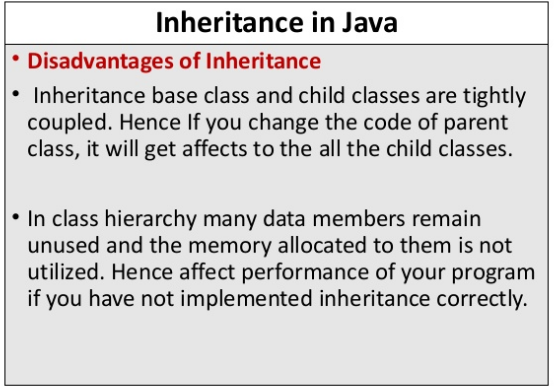 Inheritance in Java
• Disadvantages of Inheritance
• Inheritance base class and child classes are tightly
coupled. Hence If you change the code of parent
class, it will get affects to the all the child classes.
• In class hierarchy many data members remain
unused and the memory allocated to them is not
utilized. Hence affect performance of your program
if you have not implemented inheritance correctly.